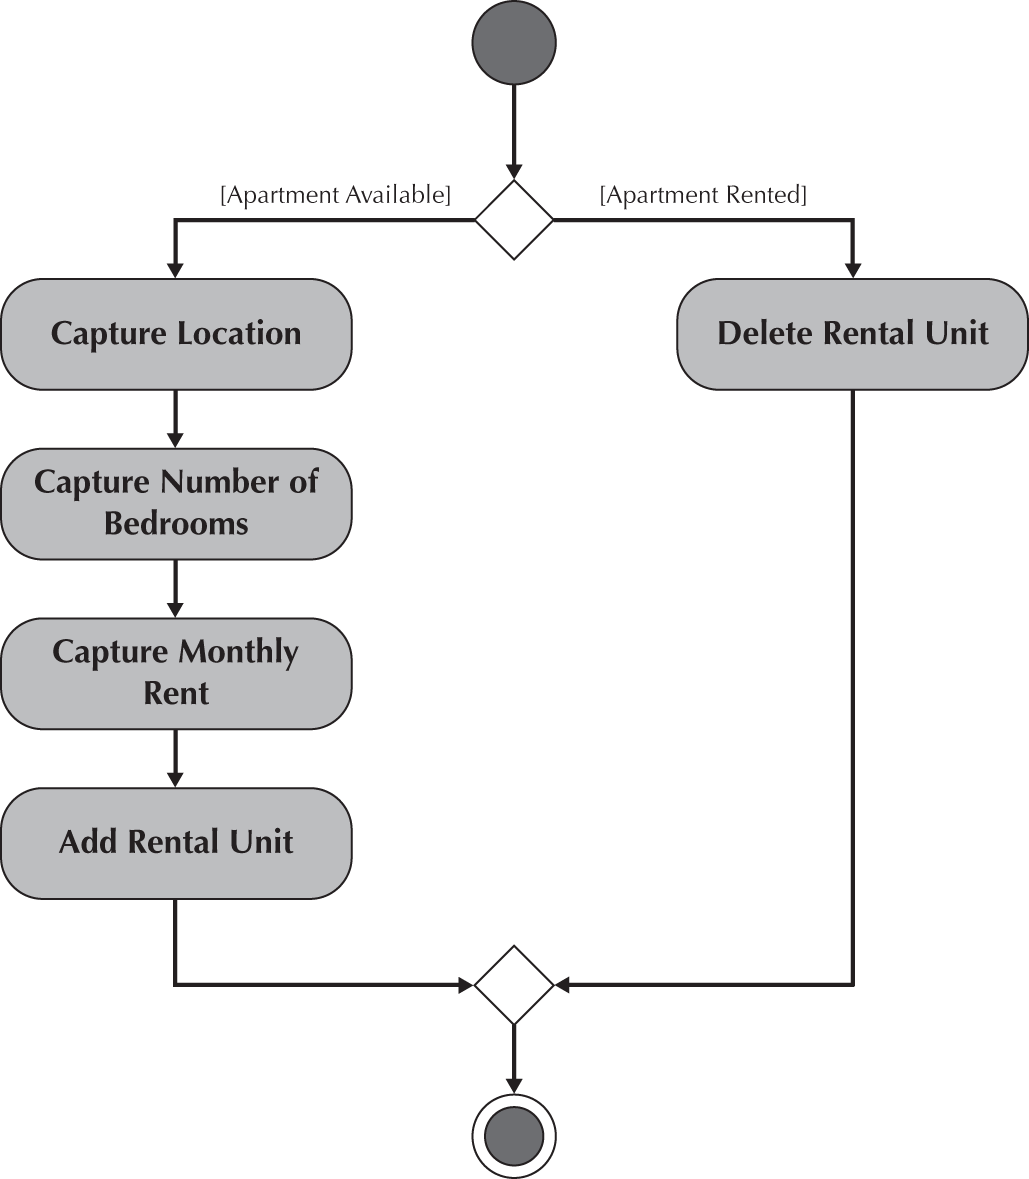 [Apartment Available]
[Apartment Rented]
Capture Location
Delete Rental Unit
Capture Number of
Bedrooms
Capture Monthly
Rent
Add Rental Unit